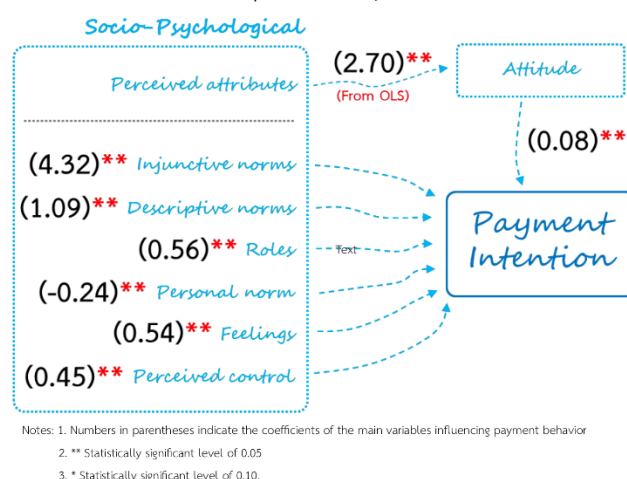 Socio-Psychological
Perceived attributes
(2.70)**
(From OLS)
Attitude
(0.08)**
(4.32)** Injunctive norms
(1.09)** Descriptive norms
(0.56)** Roles
Text
(-0.24)** Personal norm
(0.54)** Feelings
(0.45)** Perceived control
Payment
Intention
Notes: 1. Numbers in parentheses indicate the coefficients of the main variables influencing payment behavior
2. ** Statistically significant level of 0.05
3. * Statistically significant level of 0.10.